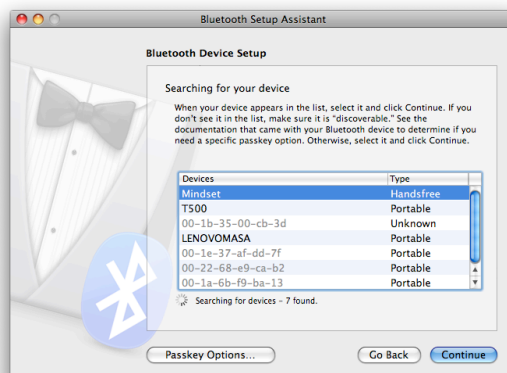 Bluetooth Setup Assistant
Bluetooth Device Setup
Searching for your device
When your device appears in the list, select it and click Continue. If you
don't see it in the list, make sure it is "discoverable." See the
documentation that came with your Bluetooth device to determine if you
need a specific passkey option. Otherwise, select it and click Continue.
Devices Type
Mindset Handsfree
T500 Portable
00-1b-35-00-cb-3d Unknown
LENOVOMASA Portable
00-1e-37-af-dd-7f Portable
00-22-68-e9-ca-b2 Portable
00-1a-6b-f9-ba-13 Portable
Searching for devices – 7 found.
Passkey Options... Go Back Continue